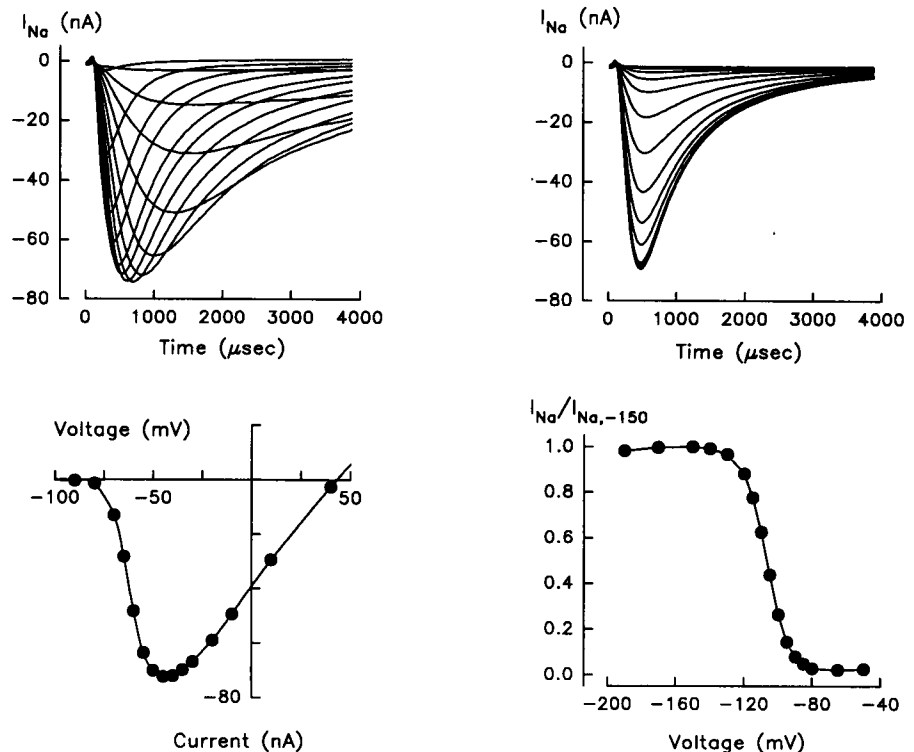 I_Na (nA)
0
−20
−40
−60
−80
0 1000 2000 3000 4000
Time (μsec)
I_Na (nA)
0
−20
−40
−60
−80
0 1000 2000 3000 4000
Time (μsec)
Voltage (mV)
−100 −50 50
−80
Current (nA)
I_Na/I_Na,−150
1.0
0.8
0.6
0.4
0.2
0.0
−200 −160 −120 −80 −40
Voltage (mV)